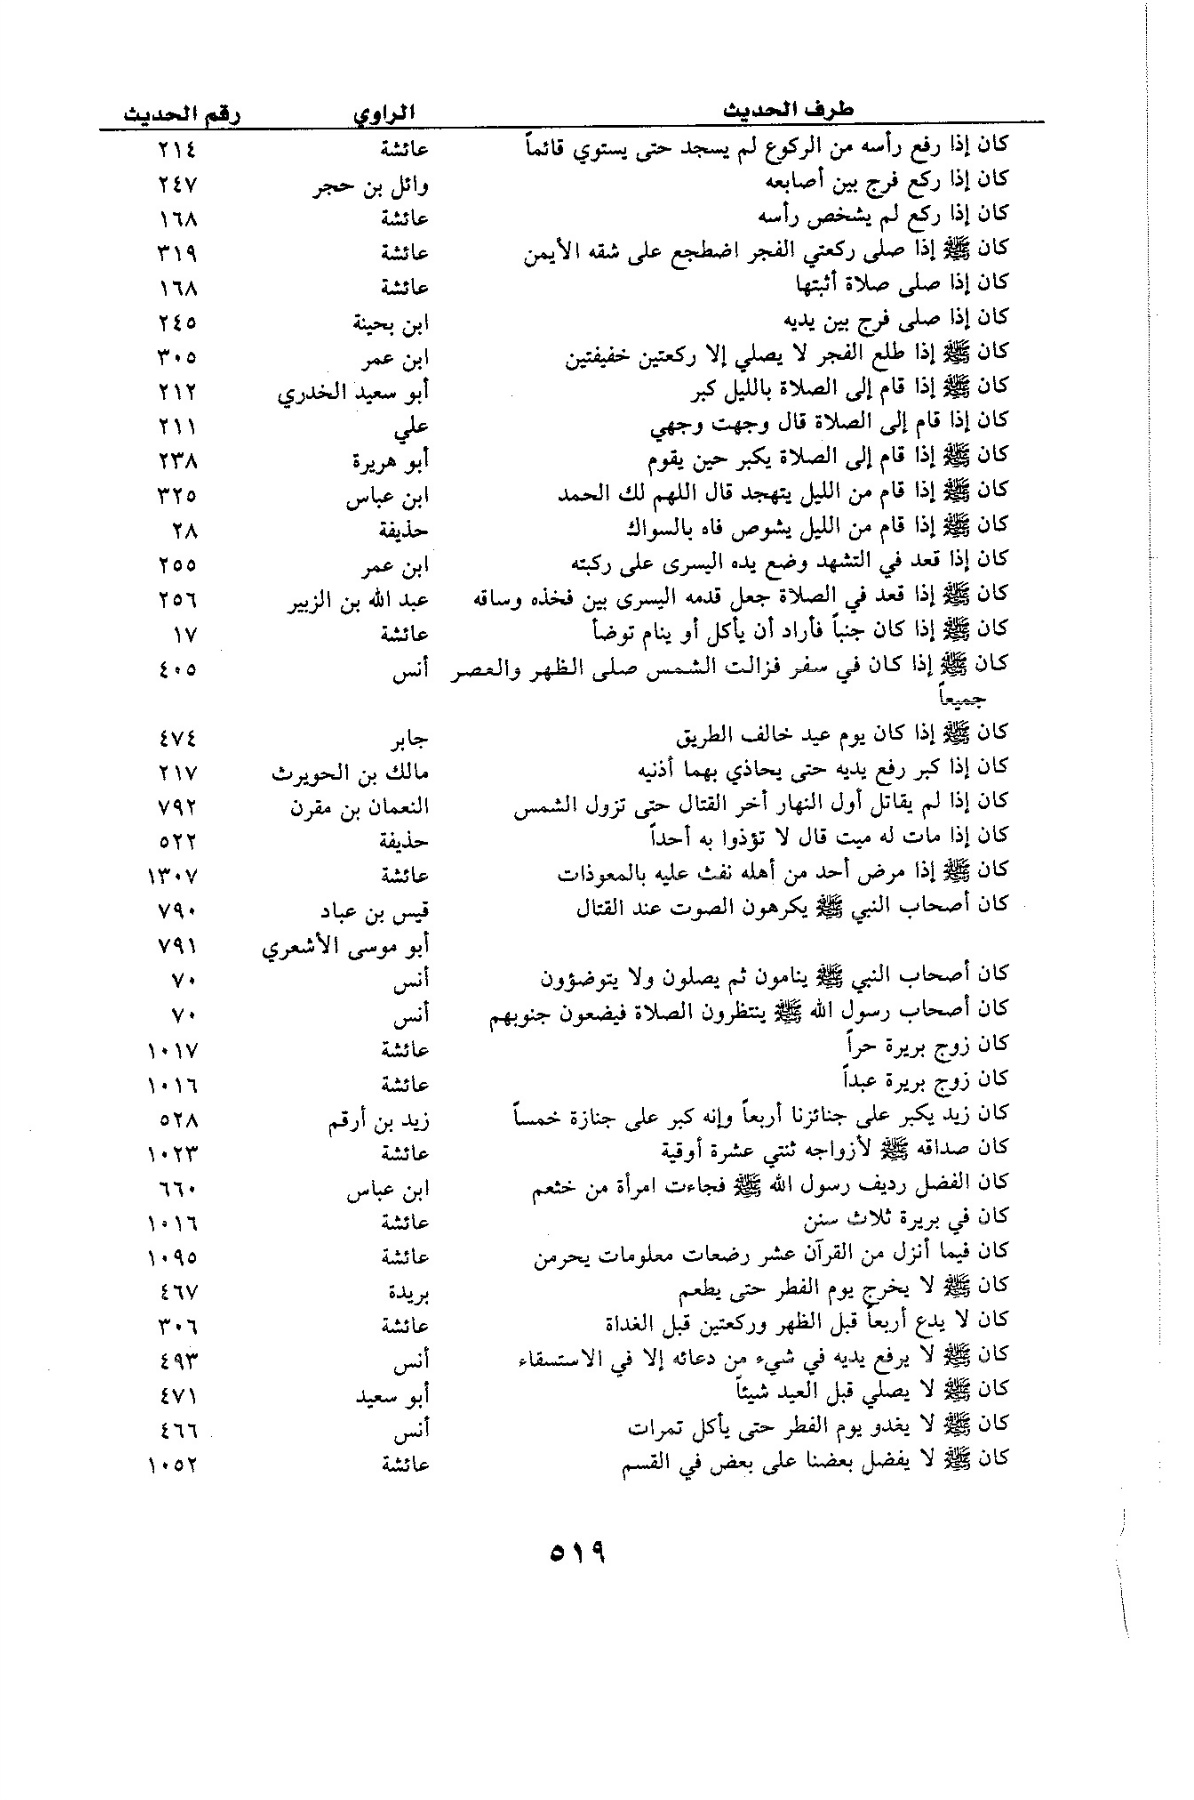 طرف الحديث الراوي رقم الحديث
كان إذا رفع رأسه من الركوع لم يسجد حتى يستوي قائماً عائشة ٢١٤
كان إذا ركع فرج بين أصابعه وائل بن حجر ٢٤٧
كان إذا ركع لم يشخص رأسه عائشة ١٦٨
كان ﷺ إذا صلى ركعتي الفجر اضطجع على شقه الأيمن عائشة ٣١٩
كان إذا صلى صلاة أثبتها عائشة ١٦٨
كان إذا صلى فرج بين يديه ابن بحينة ٢٤٥
كان ﷺ إذا طلع الفجر لا يصلي إلا ركعتين خفيفتين ابن عمر ٣٠٥
كان ﷺ إذا قام إلى الصلاة بالليل كبر أبو سعيد الخدري ٢١٢
كان إذا قام إلى الصلاة قال وجهت وجهي علي ٢١١
كان ﷺ إذا قام إلى الصلاة يكبر حين يقوم أبو هريرة ٢٣٨
كان ﷺ إذا قام من الليل يتهجد قال اللهم لك الحمد ابن عباس ٣٢٥
كان ﷺ إذا قام من الليل يشوص فاه بالسواك حذيفة ٢٨
كان إذا قعد في التشهد وضع يده اليسرى على ركبته ابن عمر ٢٥٥
كان ﷺ إذا قعد في الصلاة جعل قدمه اليسرى بين فخذه وساقه عبد الله بن الزبير ٢٥٦
كان ﷺ إذا كان جنباً فأراد أن يأكل أو ينام توضأ عائشة ١٧
كان ﷺ إذا كان في سفر فزالت الشمس صلى الظهر والعصر أنس ٤٠٥
جميعاً
كان ﷺ إذا كان يوم عيد خالف الطريق جابر ٤٧٤
كان إذا كبر رفع يديه حتى يحاذي بهما أذنيه مالك بن الحويرث ٢١٧
كان إذا لم يقاتل أول النهار أخر القتال حتى تزول الشمس النعمان بن مقرن ٧٩٢
كان إذا مات له ميت قال لا تؤذوا به أحداً حذيفة ٥٢٢
كان ﷺ إذا مرض أحد من أهله نفث عليه بالمعوذات عائشة ١٣٠٧
كان أصحاب النبي ﷺ يكرهون الصوت عند القتال قيس بن عباد ٧٩٠
أبو موسى الأشعري ٧٩١
كان أصحاب النبي ﷺ ينامون ثم يصلون ولا يتوضؤون أنس ٧٠
كان أصحاب رسول الله ﷺ ينتظرون الصلاة فيضعون جنوبهم أنس ٧٠
كان زوج بريرة حراً عائشة ١٠١٧
كان زوج بريرة عبداً عائشة ١٠١٦
كان زيد يكبر على جنائزنا أربعاً وإنه كبر على جنازة خمساً زيد بن أرقم ٥٢٨
كان صداقه ﷺ لأزواجه ثنتي عشرة أوقية عائشة ١٠٢٣
كان الفضل رديف رسول الله ﷺ فجاءت امرأة من خثعم ابن عباس ٦٦٠
كان في بريرة ثلاث سنن عائشة ١٠١٦
كان فيما أنزل من القرآن عشر رضعات معلومات يحرمن عائشة ١٠٩٥
كان ﷺ لا يخرج يوم الفطر حتى يطعم بريدة ٤٦٧
كان لا يدع أربعاً قبل الظهر وركعتين قبل الغداة عائشة ٣٠٦
كان ﷺ لا يرفع يديه في شيء من دعائه إلا في الاستسقاء أنس ٤٩٣
كان ﷺ لا يصلي قبل العيد شيئاً أبو سعيد ٤٧١
كان ﷺ لا يغدو يوم الفطر حتى يأكل تمرات أنس ٤٦٦
كان ﷺ لا يفضل بعضنا على بعض في القسم عائشة ١٠٥٢
٥١٩